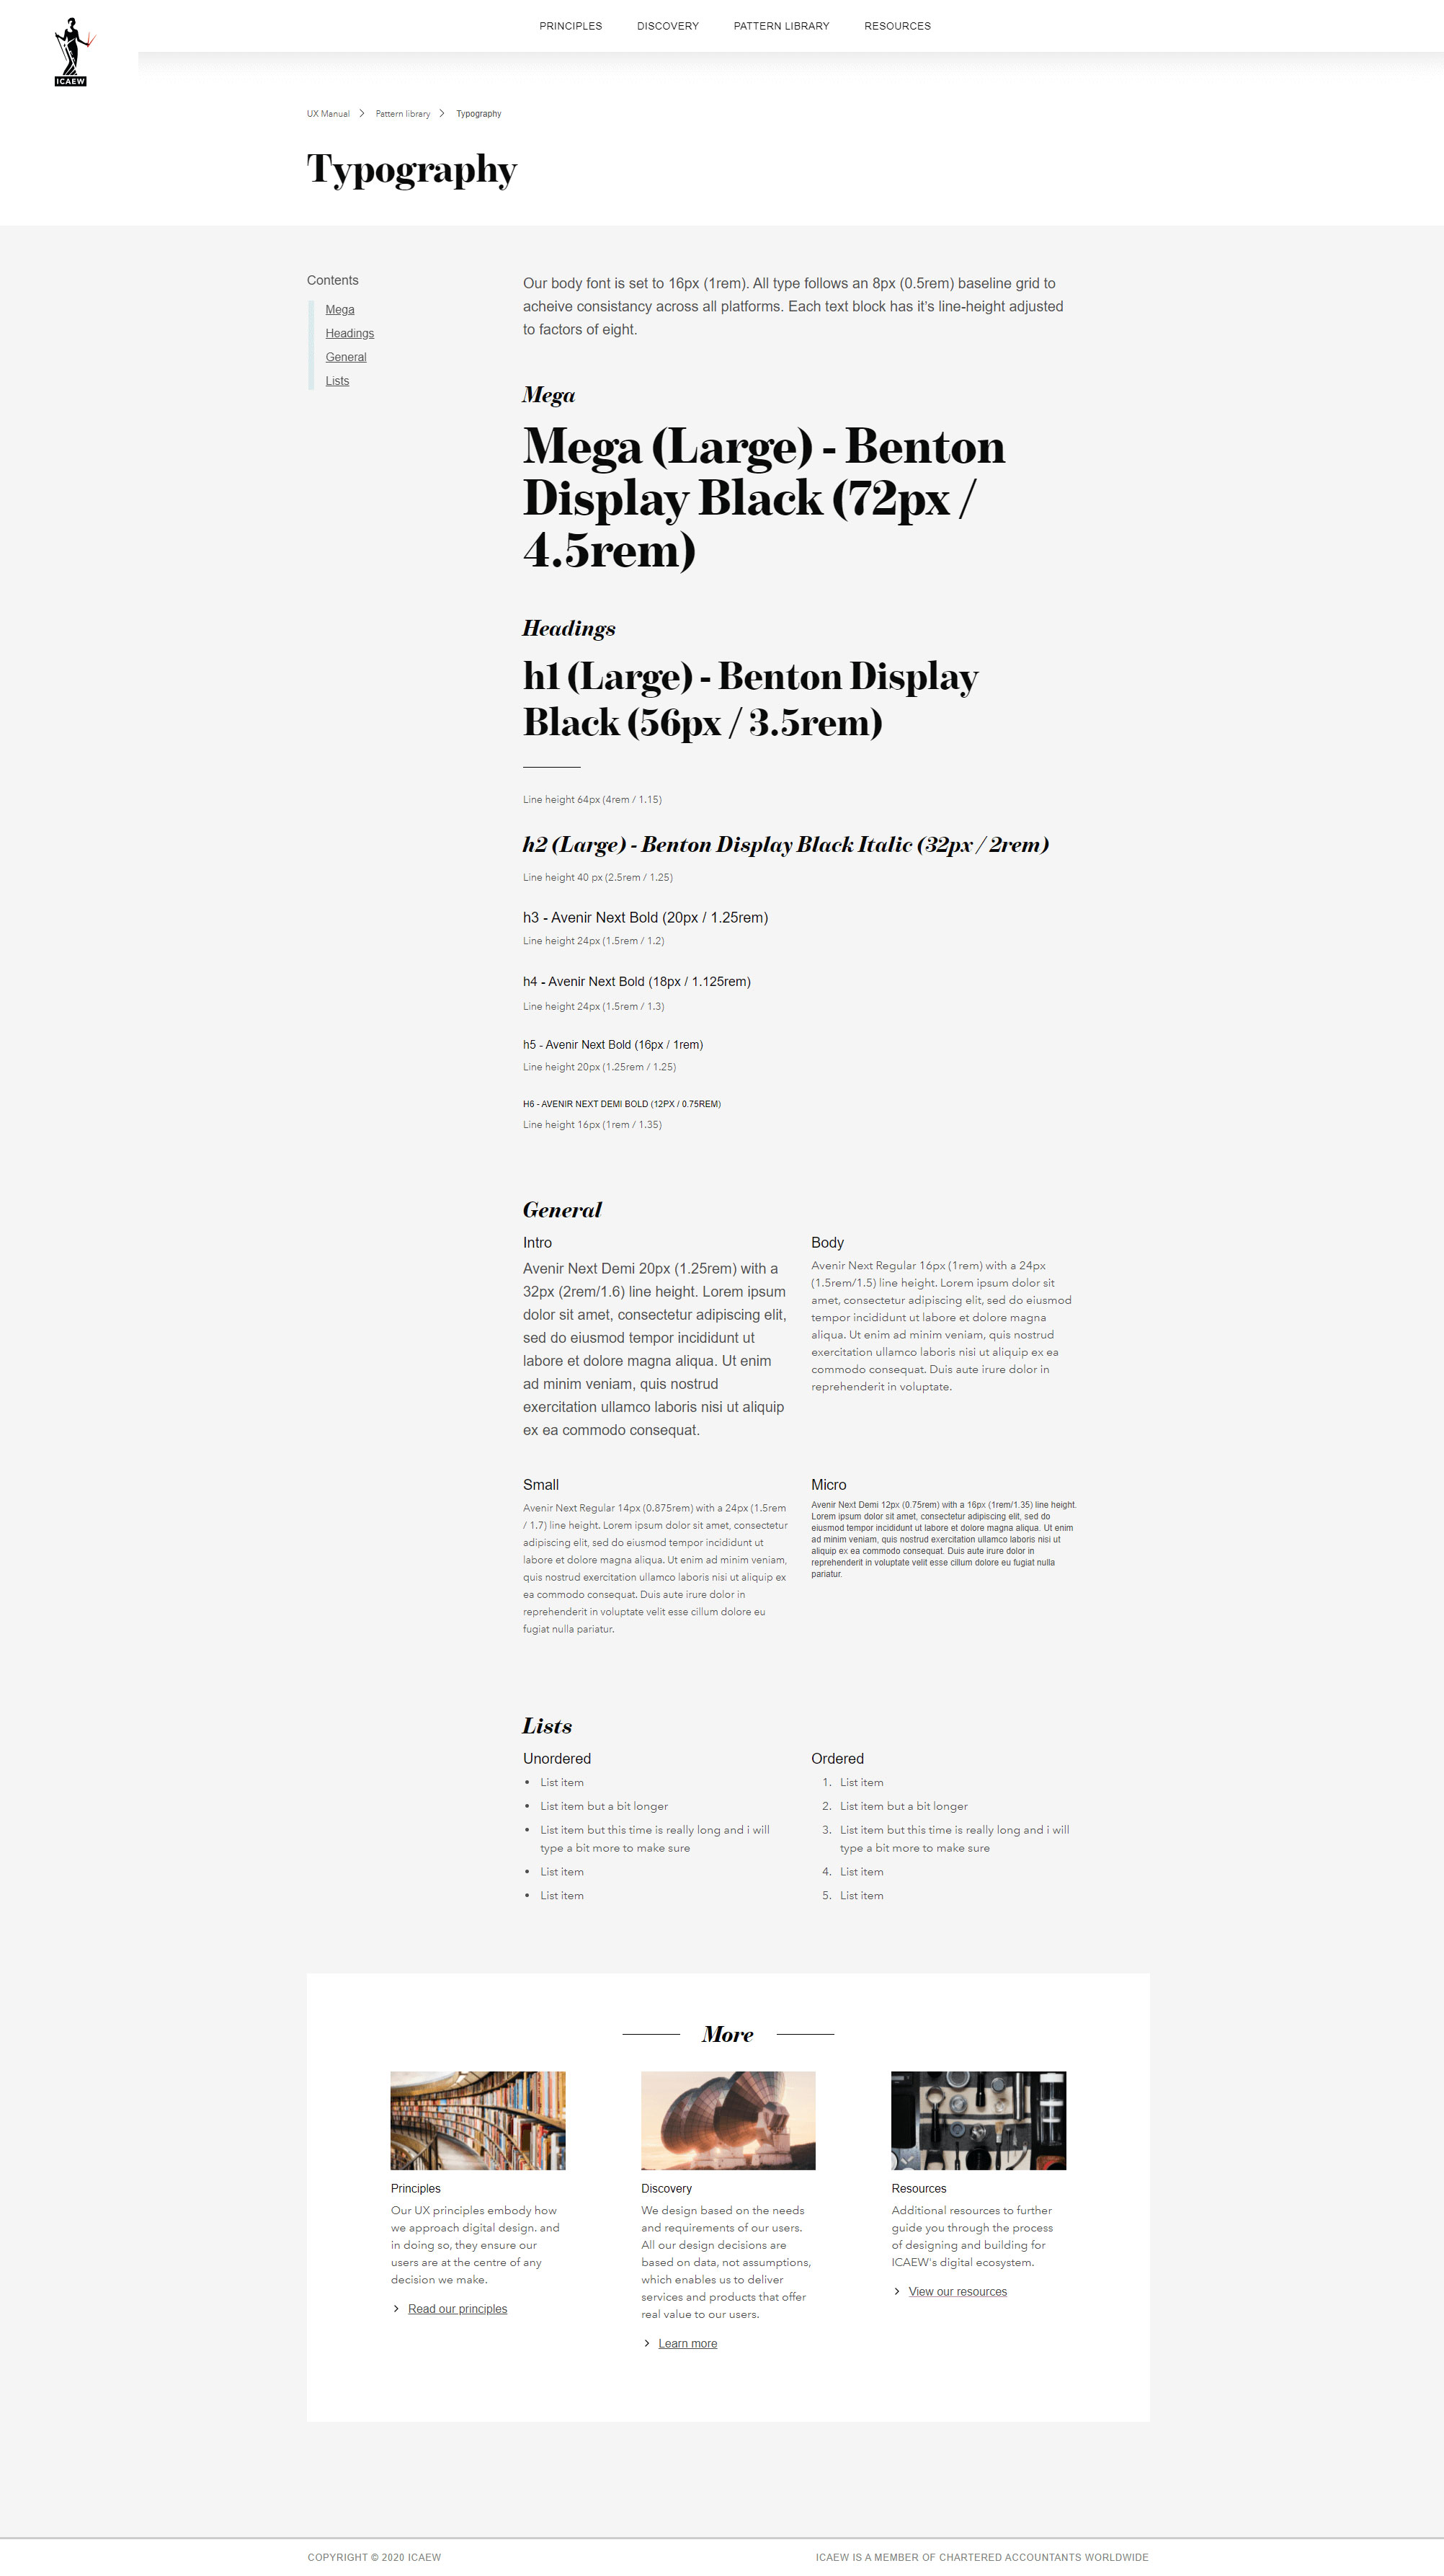 ICAEW
PRINCIPLES
DISCOVERY
PATTERN LIBRARY
RESOURCES
UX Manual
Pattern library
Typography
Typography
Contents
Mega
Headings
General
Lists
Our body font is set to 16px (1rem). All type follows an 8px (0.5rem) baseline grid to
acheive consistancy across all platforms. Each text block has it's line-height adjusted
to factors of eight.
Mega
Mega (Large) - Benton
Display Black (72px /
4.5rem)
Headings
h1 (Large) - Benton Display
Black (56px / 3.5rem)
Line height 64px (4rem / 1.15)
h2 (Large) - Benton Display Black Italic (32px / 2rem)
Line height 40 px (2.5rem / 1.25)
h3 - Avenir Next Bold (20px / 1.25rem)
Line height 24px (1.5rem / 1.2)
h4 - Avenir Next Bold (18px / 1.125rem)
Line height 24px (1.5rem / 1.3)
h5 - Avenir Next Bold (16px / 1rem)
Line height 20px (1.25rem / 1.25)
H6 - AVENIR NEXT DEMI BOLD (12PX / 0.75REM)
Line height 16px (1rem / 1.35)
General
Intro
Avenir Next Demi 20px (1.25rem) with a
32px (2rem/1.6) line height. Lorem ipsum
dolor sit amet, consectetur adipiscing elit,
sed do eiusmod tempor incididunt ut
labore et dolore magna aliqua. Ut enim
ad minim veniam, quis nostrud
exercitation ullamco laboris nisi ut aliquip
ex ea commodo consequat.
Body
Avenir Next Regular 16px (1rem) with a 24px
(1.5rem/1.5) line height. Lorem ipsum dolor sit
amet, consectetur adipiscing elit, sed do eiusmod
tempor incididunt ut labore et dolore magna
aliqua. Ut enim ad minim veniam, quis nostrud
exercitation ullamco laboris nisi ut aliquip ex ea
commodo consequat. Duis aute irure dolor in
reprehenderit in voluptate.
Small
Avenir Next Regular 14px (0.875rem) with a 24px (1.5rem
/ 1.7) line height. Lorem ipsum dolor sit amet, consectetur
adipiscing elit, sed do eiusmod tempor incididunt ut
labore et dolore magna aliqua. Ut enim ad minim veniam,
quis nostrud exercitation ullamco laboris nisi ut aliquip ex
ea commodo consequat. Duis aute irure dolor in
reprehenderit in voluptate velit esse cillum dolore eu
fugiat nulla pariatur.
Micro
Avenir Next Demi 12px (0.75rem) with a 16px (1rem/1.35) line height.
Lorem ipsum dolor sit amet, consectetur adipiscing elit, sed do
eiusmod tempor incididunt ut labore et dolore magna aliqua. Ut enim
ad minim veniam, quis nostrud exercitation ullamco laboris nisi ut
aliquip ex ea commodo consequat. Duis aute irure dolor in
reprehenderit in voluptate velit esse cillum dolore eu fugiat nulla
pariatur.
Lists
Unordered
• List item
• List item but a bit longer
• List item but this time is really long and i will
type a bit more to make sure
• List item
• List item
Ordered
1. List item
2. List item but a bit longer
3. List item but this time is really long and i will
type a bit more to make sure
4. List item
5. List item
More
Principles
Our UX principles embody how
we approach digital design. and
in doing so, they ensure our
users are at the centre of any
decision we make.
Read our principles
Discovery
We design based on the needs
and requirements of our users.
All our design decisions are
based on data, not assumptions,
which enables us to deliver
services and products that offer
real value to our users.
Learn more
Resources
Additional resources to further
guide you through the process
of designing and building for
ICAEW's digital ecosystem.
View our resources
COPYRIGHT © 2020 ICAEW
ICAEW IS A MEMBER OF CHARTERED ACCOUNTANTS WORLDWIDE